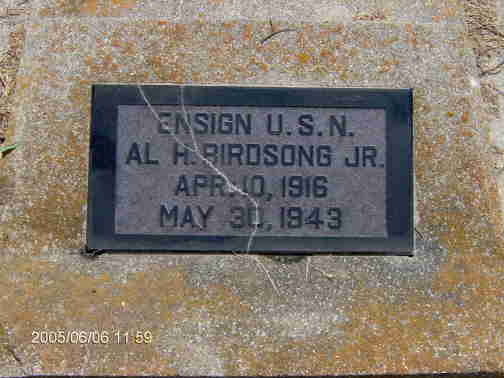 ENSIGN U.S.N.
AL H. BIRDSONG JR.
APR. 10, 1916
MAY 30, 1943
2005/06/06 11:59